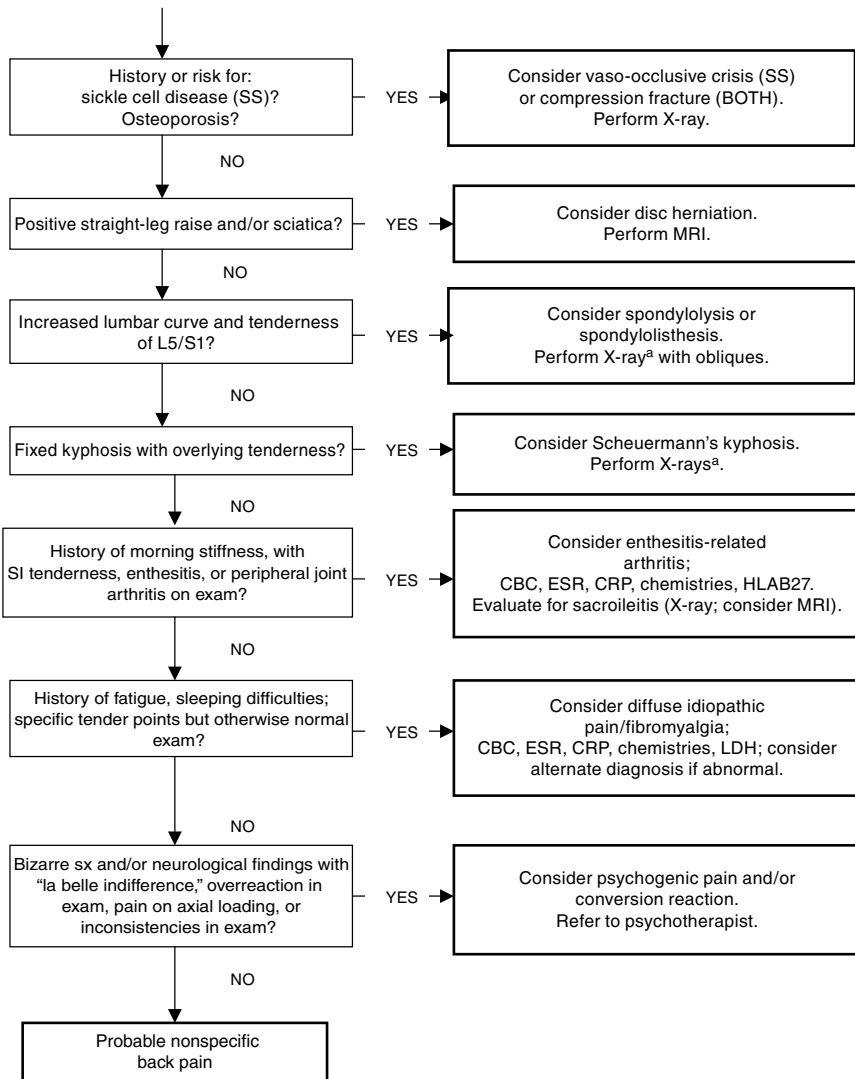 History or risk for:
sickle cell disease (SS)?
Osteoporosis?
YES
Consider vaso-occlusive crisis (SS)
or compression fracture (BOTH).
Perform X-ray.
NO
Positive straight-leg raise and/or sciatica?
YES
Consider disc herniation.
Perform MRI.
NO
Increased lumbar curve and tenderness
of L5/S1?
YES
Consider spondylolysis or
spondylolisthesis.
Perform X-rayᵃ with obliques.
NO
Fixed kyphosis with overlying tenderness?
YES
Consider Scheuermann’s kyphosis.
Perform X-raysᵃ.
NO
History of morning stiffness, with
SI tenderness, enthesitis, or peripheral joint
arthritis on exam?
YES
Consider enthesitis-related
arthritis;
CBC, ESR, CRP, chemistries, HLAB27.
Evaluate for sacroileitis (X-ray; consider MRI).
NO
History of fatigue, sleeping difficulties;
specific tender points but otherwise normal
exam?
YES
Consider diffuse idiopathic
pain/fibromyalgia;
CBC, ESR, CRP, chemistries, LDH; consider
alternate diagnosis if abnormal.
NO
Bizarre sx and/or neurological findings with
“la belle indifference,” overreaction in
exam, pain on axial loading, or
inconsistencies in exam?
YES
Consider psychogenic pain and/or
conversion reaction.
Refer to psychotherapist.
NO
Probable nonspecific
back pain